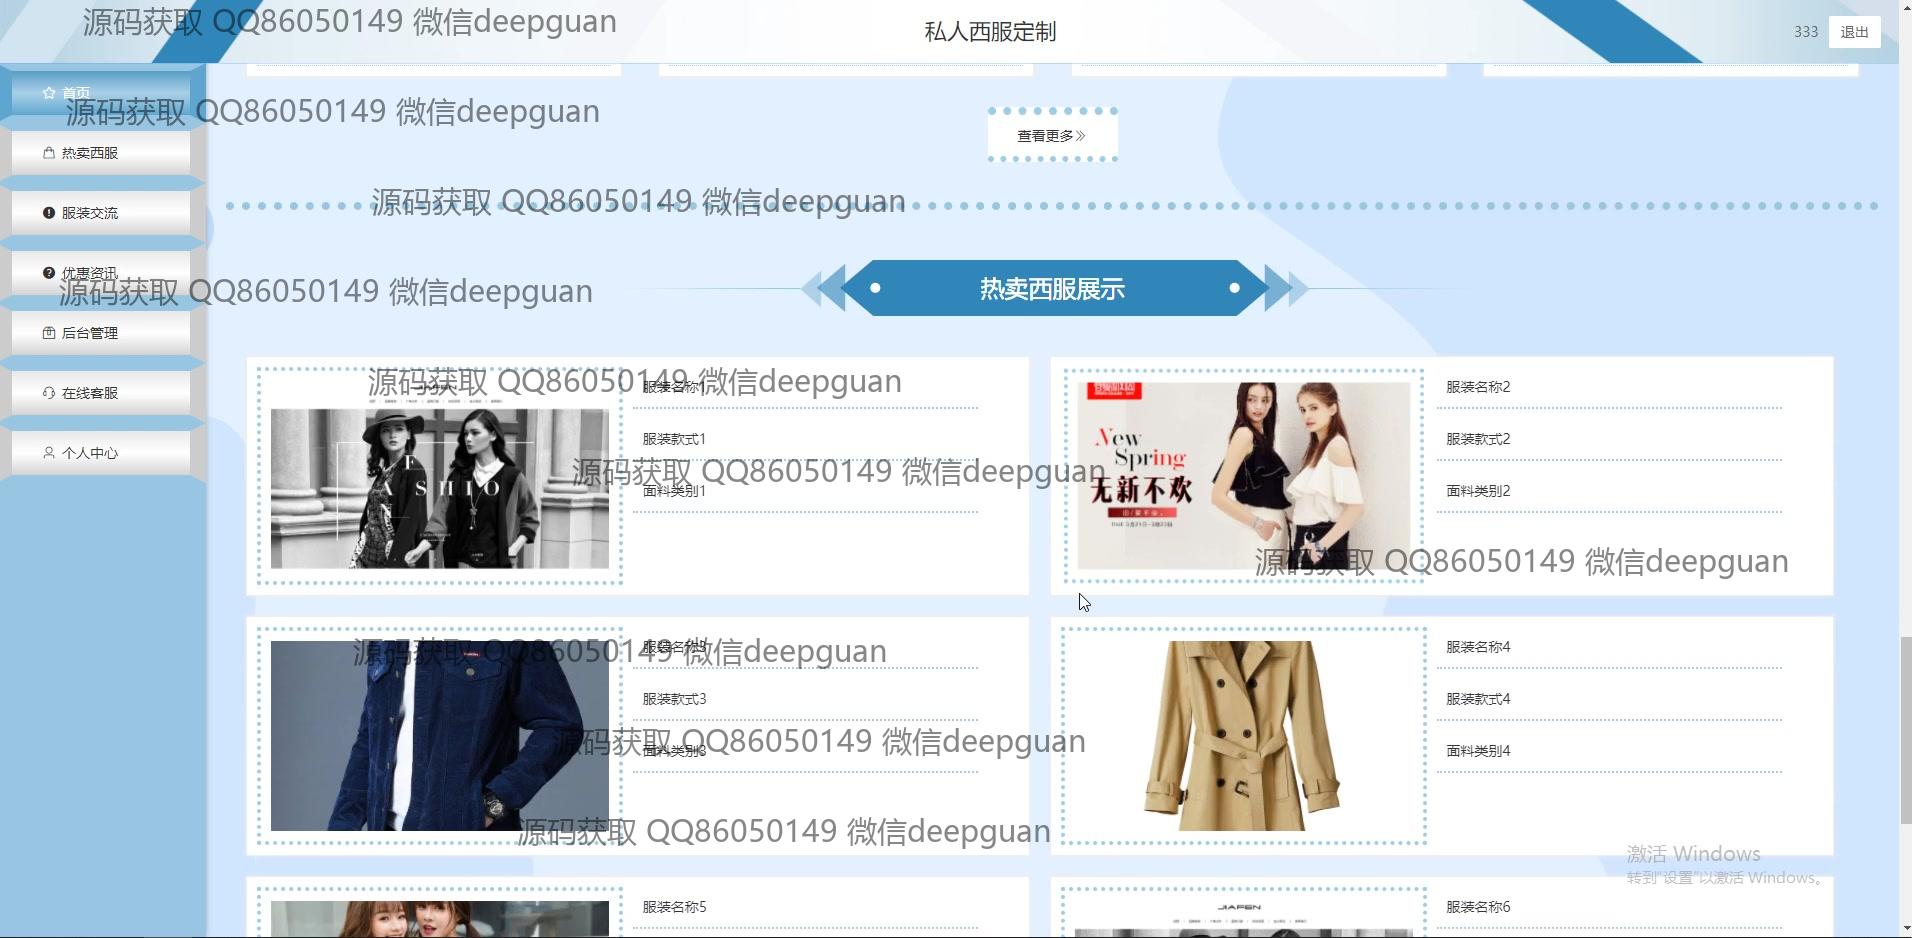 源码获取 QQ86050149 微信deepguan
私人西服定制
333
退出
首页
源码获取 QQ86050149 微信deepguan
查看更多
热卖西服
源码获取 QQ86050149 微信deepguan
服装交流
优惠资讯
源码获取 QQ86050149 微信deepguan
热卖西服展示
后台管理
在线客服
个人中心
源码获取 QQ86050149 微信deepguan
服装名称1
服装款式1
源码获取 QQ86050149 微信deepguan
面料类别1
FASHION
New
Spring
无新不欢
服装名称2
服装款式2
面料类别2
源码获取 QQ86050149 微信deepguan
源码获取 QQ86050149 微信deepguan
服装名称3
服装款式3
源码获取 QQ86050149 微信deepguan
面料类别3
源码获取 QQ86050149 微信deepguan
服装名称4
服装款式4
面料类别4
激活 Windows
转到"设置"以激活 Windows。
服装名称5
JIAFEN
服装名称6